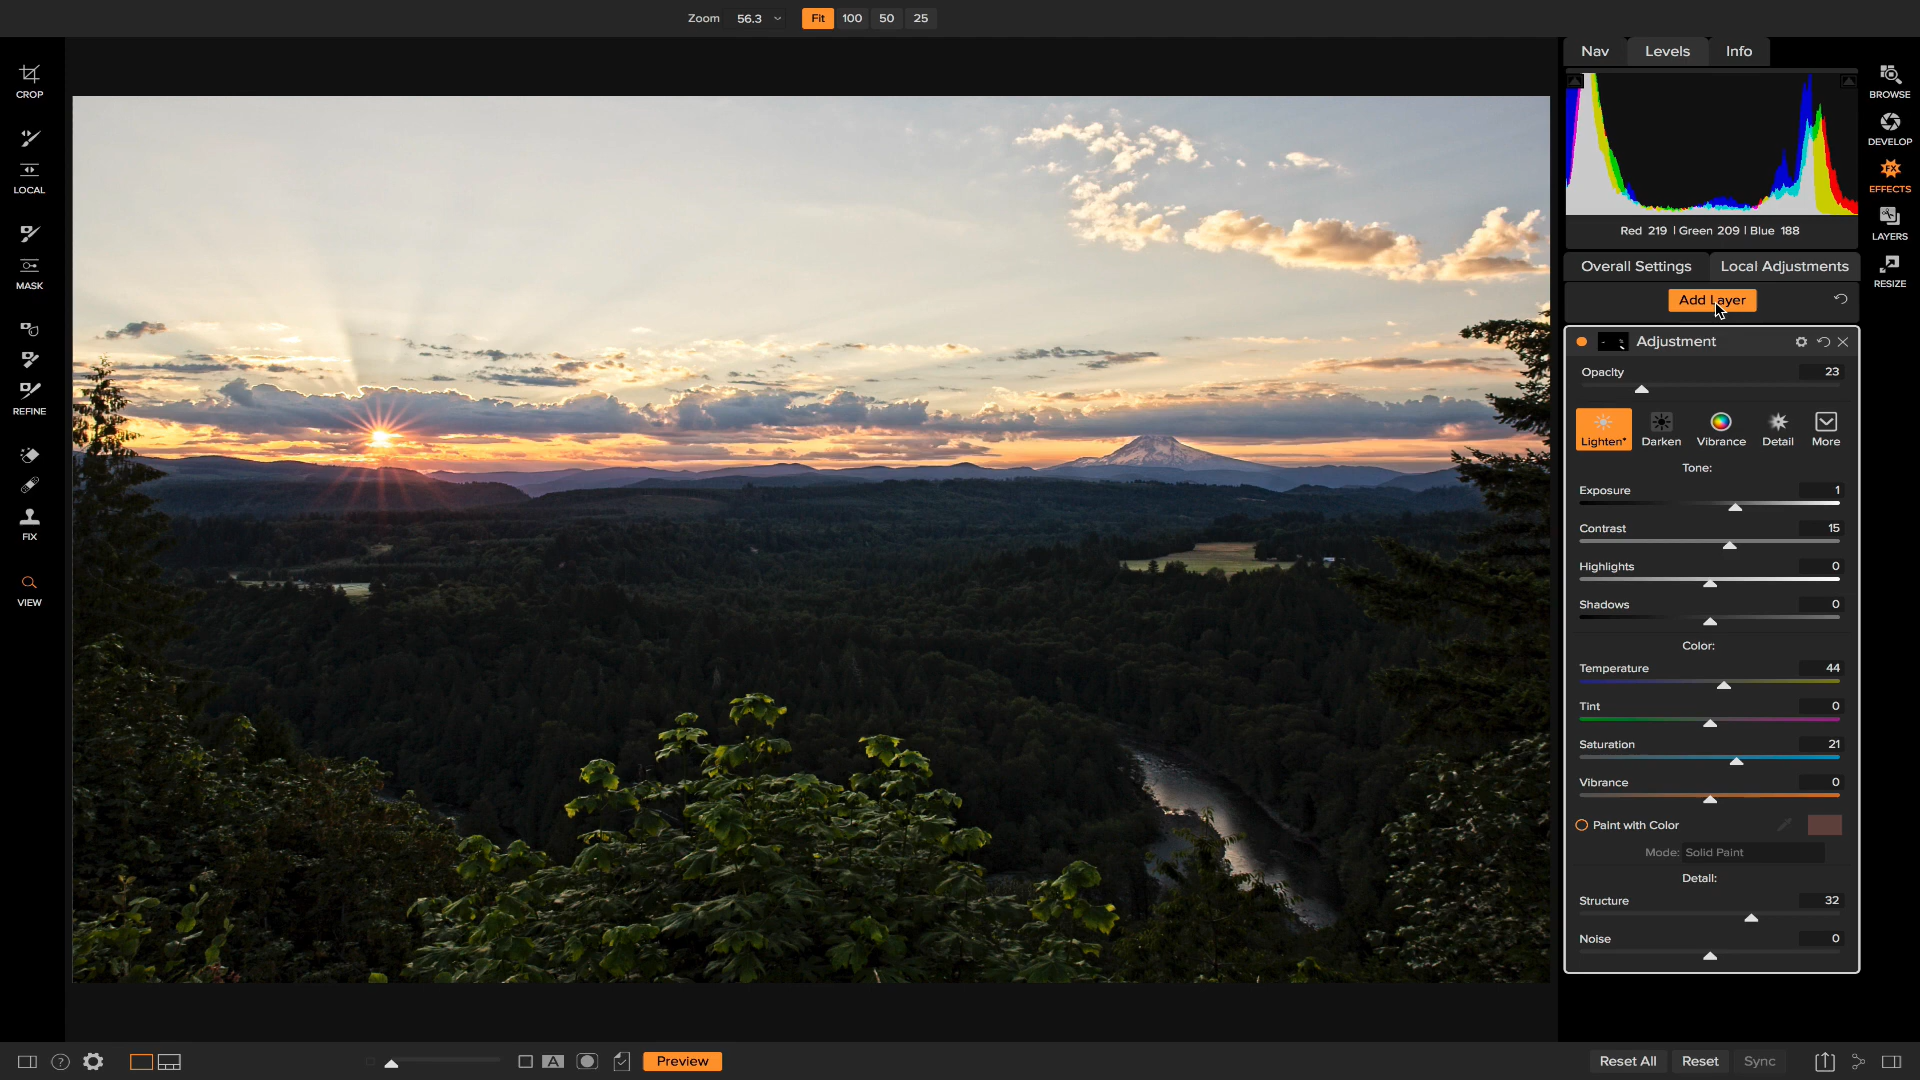 Zoom 56.3 Fit 100 50 25
CROP
LOCAL
MASK
REFINE
FIX
VIEW
Nav Levels Info
Red 219 | Green 209 | Blue 188
Overall Settings Local Adjustments
Add Layer
Adjustment
Opacity 23
Lighten* Darken Vibrance Detail More
Tone:
Exposure 1
Contrast 15
Highlights 0
Shadows 0
Color:
Temperature 44
Tint 0
Saturation 21
Vibrance 0
Paint with Color
Mode: Solid Paint
Detail:
Structure 32
Noise 0
BROWSE
DEVELOP
FX
EFFECTS
LAYERS
RESIZE
? A Preview
Reset All Reset Sync